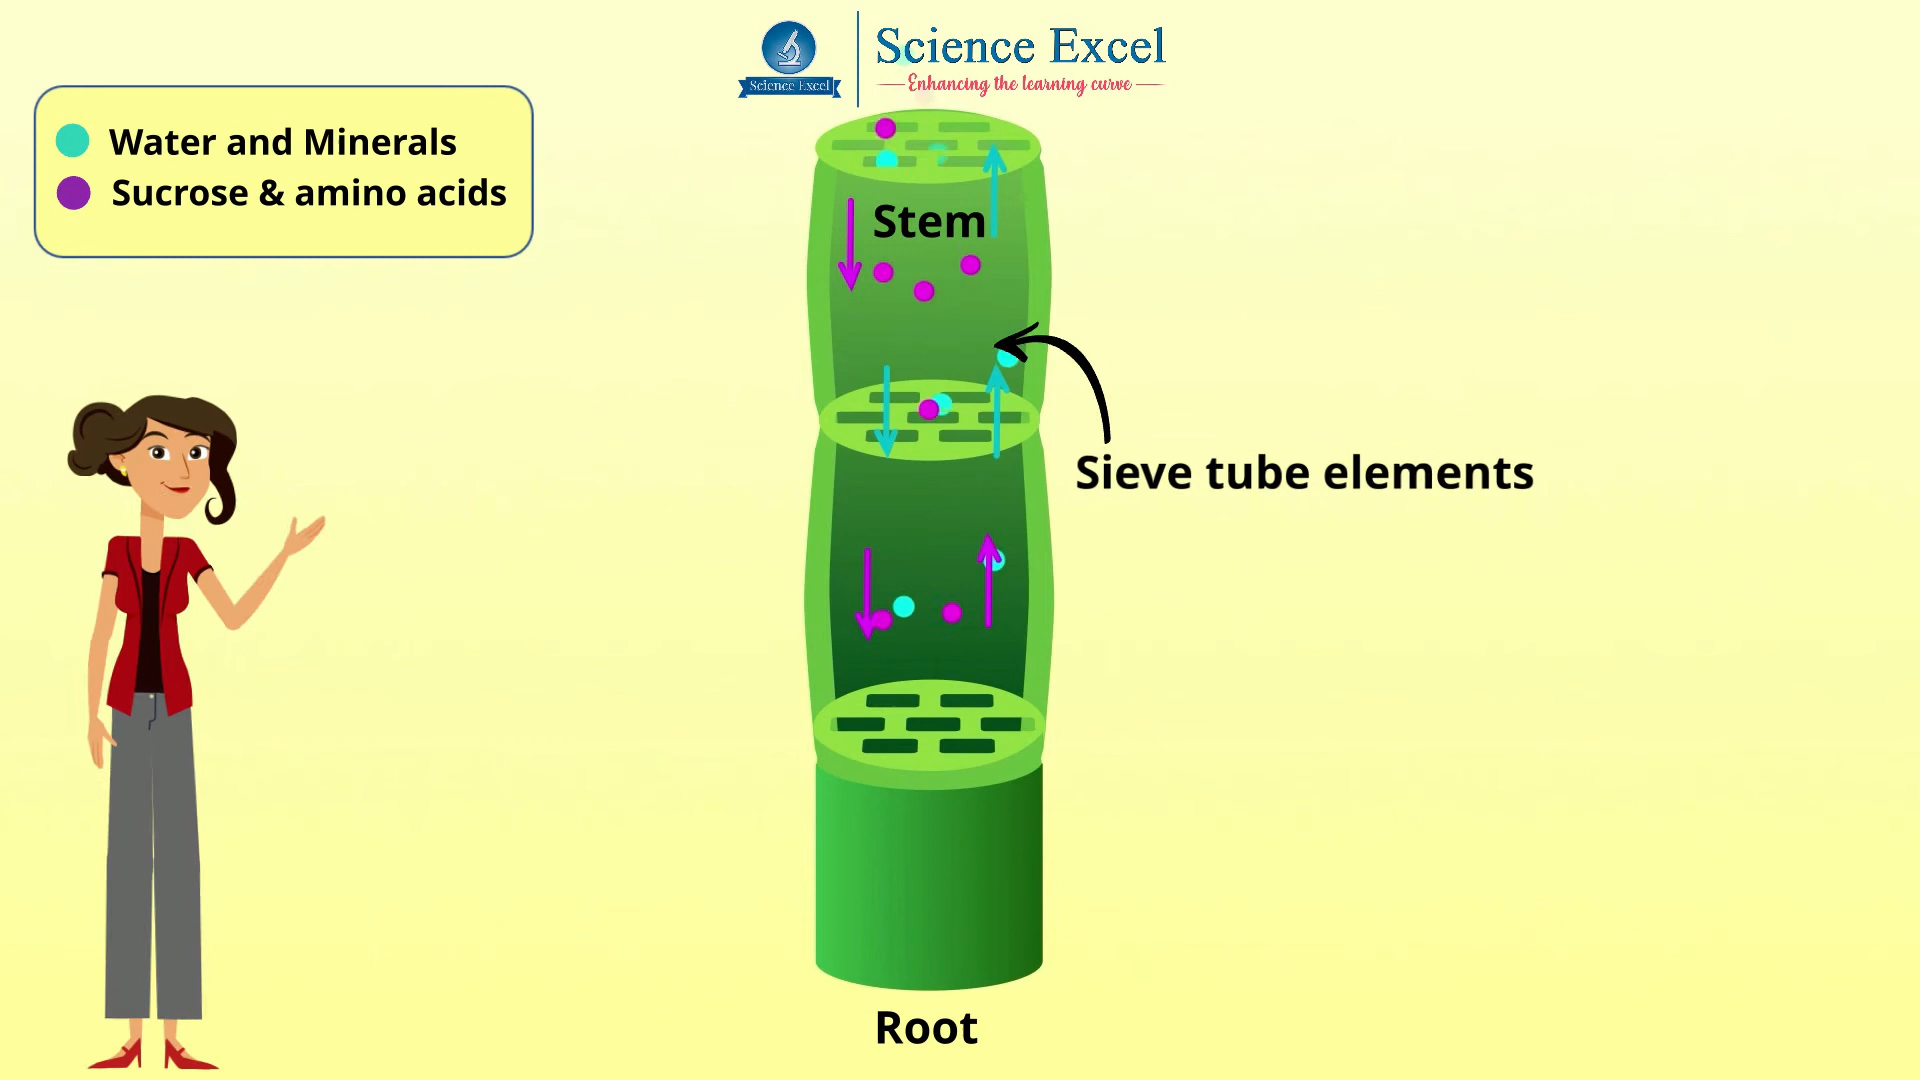 Science Excel
Science Excel
Enhancing the learning curve
Water and Minerals
Sucrose & amino acids
Stem
Sieve tube elements
Root